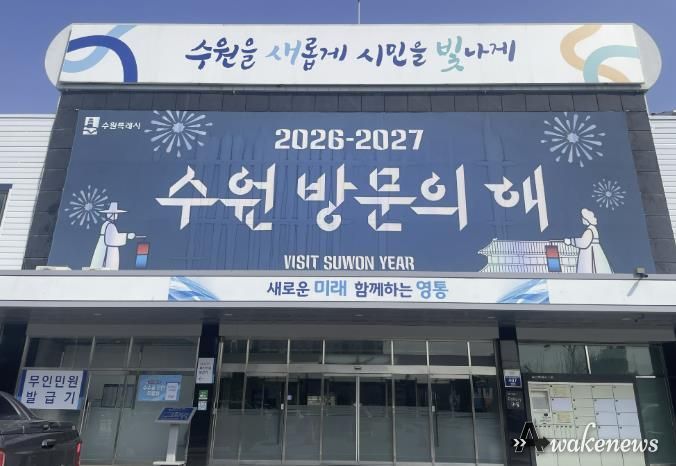 수원을 새롭게 시민을 빛나게
수원특례시
2026-2027
수원 방문의 해
VISIT SUWON YEAR
새로운 미래 함께하는 영통
무인민원
발급기
Awakenews